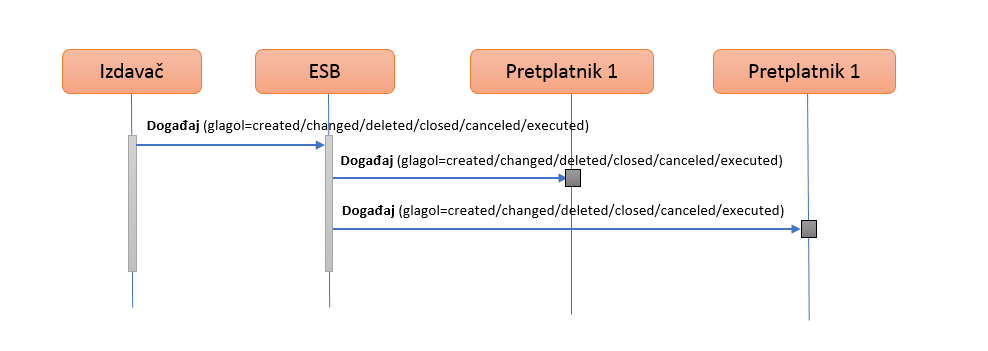 Izdavač
ESB
Pretplatnik 1
Pretplatnik 1
Događaj (glagol=created/changed/deleted/closed/canceled/executed)
Događaj (glagol=created/changed/deleted/closed/canceled/executed)
Događaj (glagol=created/changed/deleted/closed/canceled/executed)